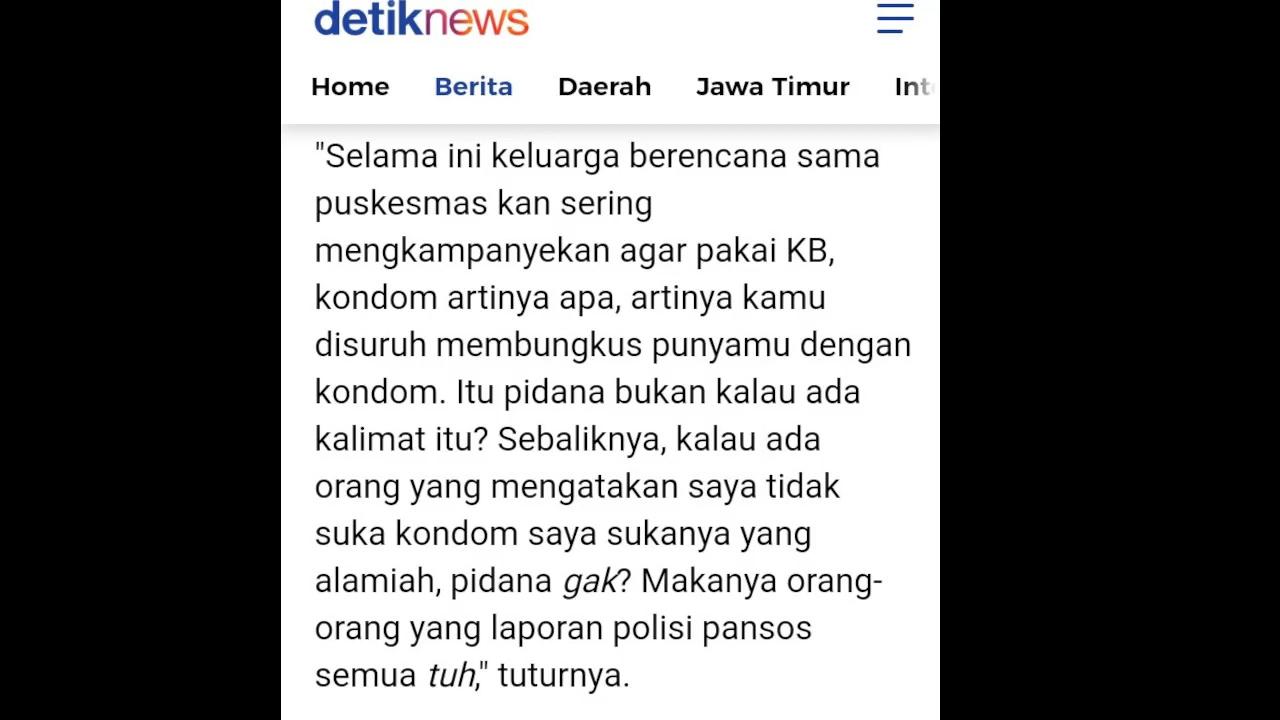 detiknews
Home Berita Daerah Jawa Timur
"Selama ini keluarga berencana sama
puskesmas kan sering
mengkampanyekan agar pakai KB,
kondom artinya apa, artinya kamu
disuruh membungkus punyamu dengan
kondom. Itu pidana bukan kalau ada
kalimat itu? Sebaliknya, kalau ada
orang yang mengatakan saya tidak
suka kondom saya sukanya yang
alamiah, pidana gak? Makanya orang-
orang yang laporan polisi pansos
semua tuh," tuturnya.